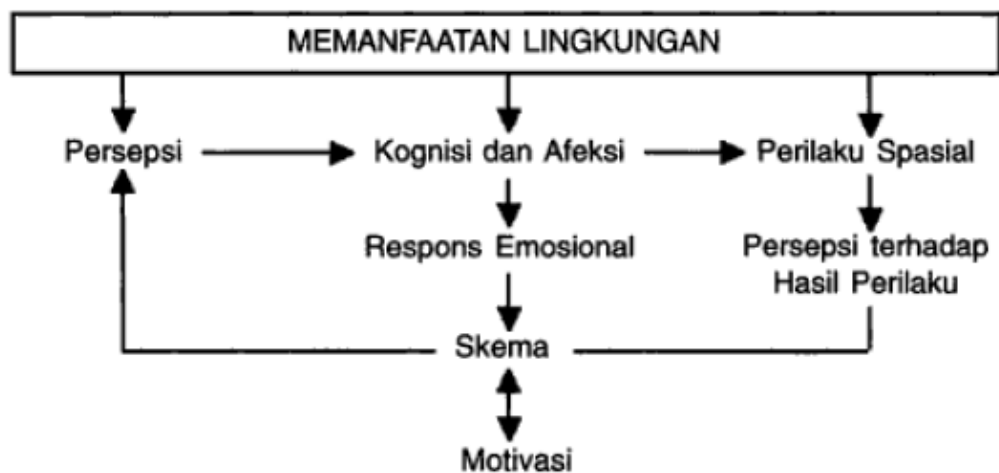 MEMANFAATAN LINGKUNGAN
Persepsi
Kognisi dan Afeksi
Perilaku Spasial
Respons Emosional
Persepsi terhadap
Hasil Perilaku
Skema
Motivasi